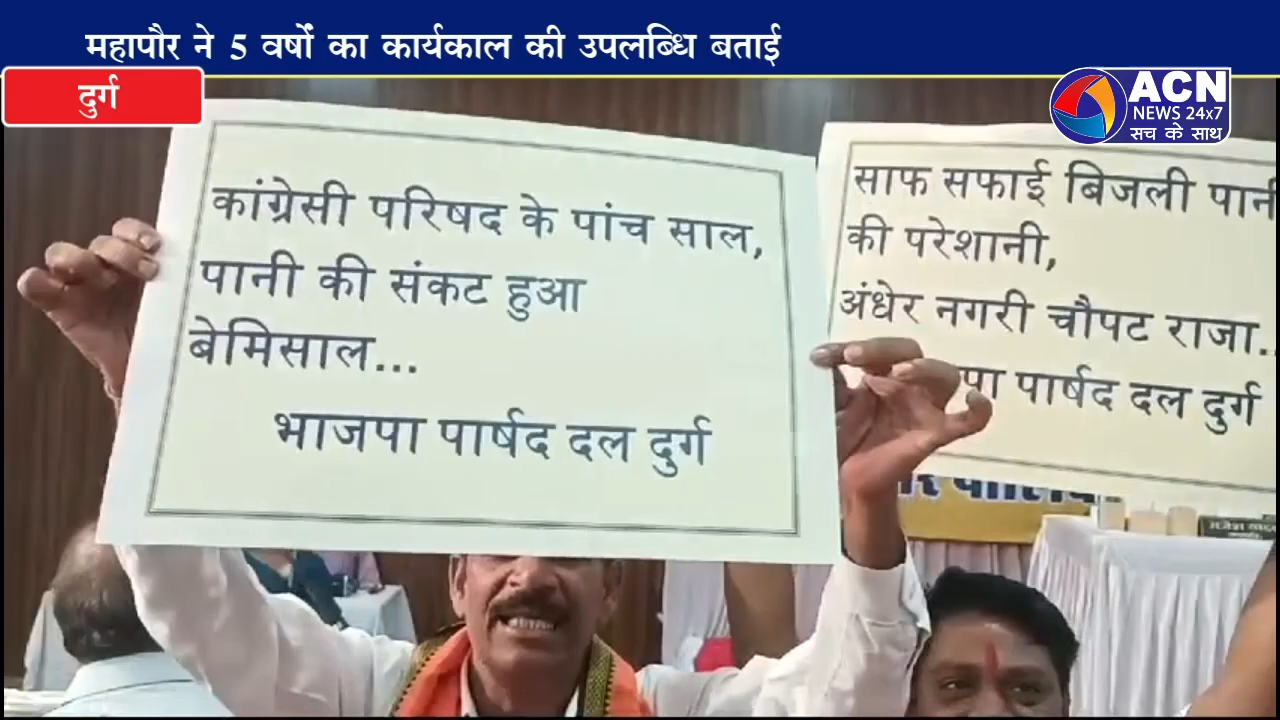 महापौर ने 5 वर्षों का कार्यकाल की उपलब्धि बताई
दुर्ग
ACN
NEWS 24x7
सच के साथ
कांग्रेसी परिषद के पांच साल,
पानी की संकट हुआ
बेमिसाल...
भाजपा पार्षद दल दुर्ग
साफ सफाई बिजली पानी
की परेशानी,
अंधेर नगरी चौपट राजा..
पार्षद दल दुर्ग